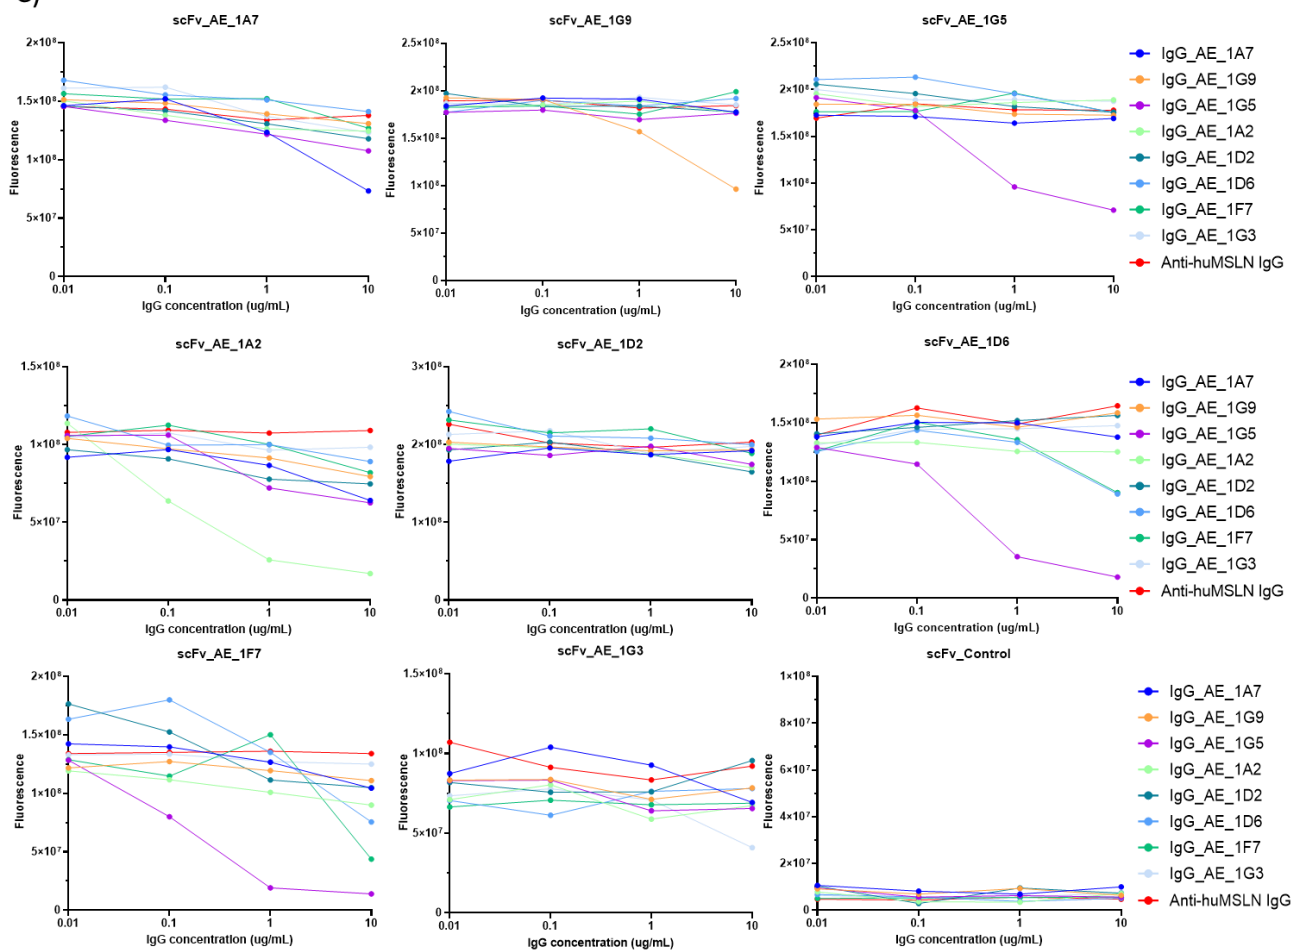 scFv_AE_1A7
scFv_AE_1G9
scFv_AE_1G5
2×10⁸
1.5×10⁸
1×10⁸
5×10⁷
0
Fluorescence
0.01
0.1
1
10
IgG concentration (ug/mL)
2.5×10⁸
2×10⁸
1.5×10⁸
1×10⁸
5×10⁷
0
Fluorescence
0.01
0.1
1
10
IgG concentration (ug/mL)
2.5×10⁸
2×10⁸
1.5×10⁸
1×10⁸
5×10⁷
0
Fluorescence
0.01
0.1
1
10
IgG concentration (ug/mL)
IgG_AE_1A7
IgG_AE_1G9
IgG_AE_1G5
IgG_AE_1A2
IgG_AE_1D2
IgG_AE_1D6
IgG_AE_1F7
IgG_AE_1G3
Anti-huMSLN IgG
scFv_AE_1A2
scFv_AE_1D2
scFv_AE_1D6
1.5×10⁸
1×10⁸
5×10⁷
0
Fluorescence
0.01
0.1
1
10
IgG concentration (ug/mL)
3×10⁸
2×10⁸
1×10⁸
0
Fluorescence
0.01
0.1
1
10
IgG concentration (ug/mL)
2×10⁸
1.5×10⁸
1×10⁸
5×10⁷
0
Fluorescence
0.01
0.1
1
10
IgG concentration (ug/mL)
IgG_AE_1A7
IgG_AE_1G9
IgG_AE_1G5
IgG_AE_1A2
IgG_AE_1D2
IgG_AE_1D6
IgG_AE_1F7
IgG_AE_1G3
Anti-huMSLN IgG
scFv_AE_1F7
scFv_AE_1G3
scFv_Control
2×10⁸
1.5×10⁸
1×10⁸
5×10⁷
0
Fluorescence
0.01
0.1
1
10
IgG concentration (ug/mL)
1.5×10⁸
1×10⁸
5×10⁷
0
Fluorescence
0.01
0.1
1
10
IgG concentration (ug/mL)
1×10⁸
8×10⁷
6×10⁷
4×10⁷
2×10⁷
0
Fluorescence
0.01
0.1
1
10
IgG concentration (ug/mL)
IgG_AE_1A7
IgG_AE_1G9
IgG_AE_1G5
IgG_AE_1A2
IgG_AE_1D2
IgG_AE_1D6
IgG_AE_1F7
IgG_AE_1G3
Anti-huMSLN IgG